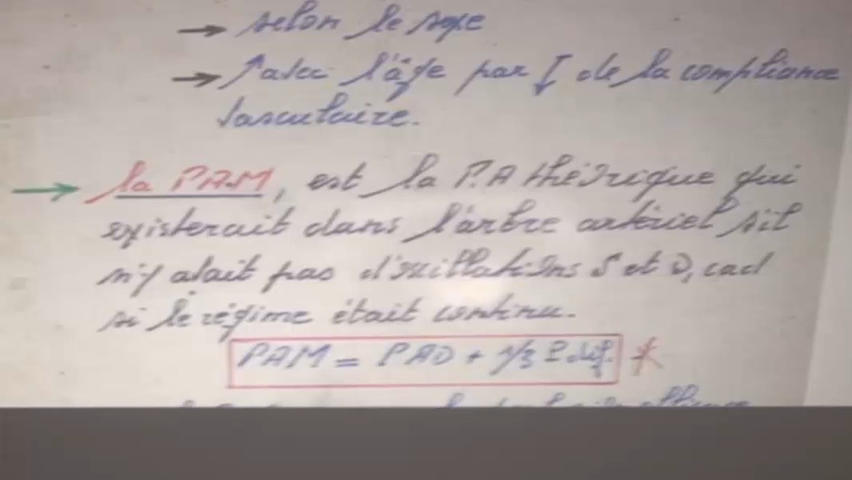 → selon le sexe
→ ↑ avec l'âge par ↓ de la compliance
vasculaire.
→ la PAM, est la P.A théorique qui
existerait dans l'arbre artériel s'il
n'y avait pas d'oscillations S et D, cad
si le régime était continu.
PAM = PAD + 1/3 P dif. *